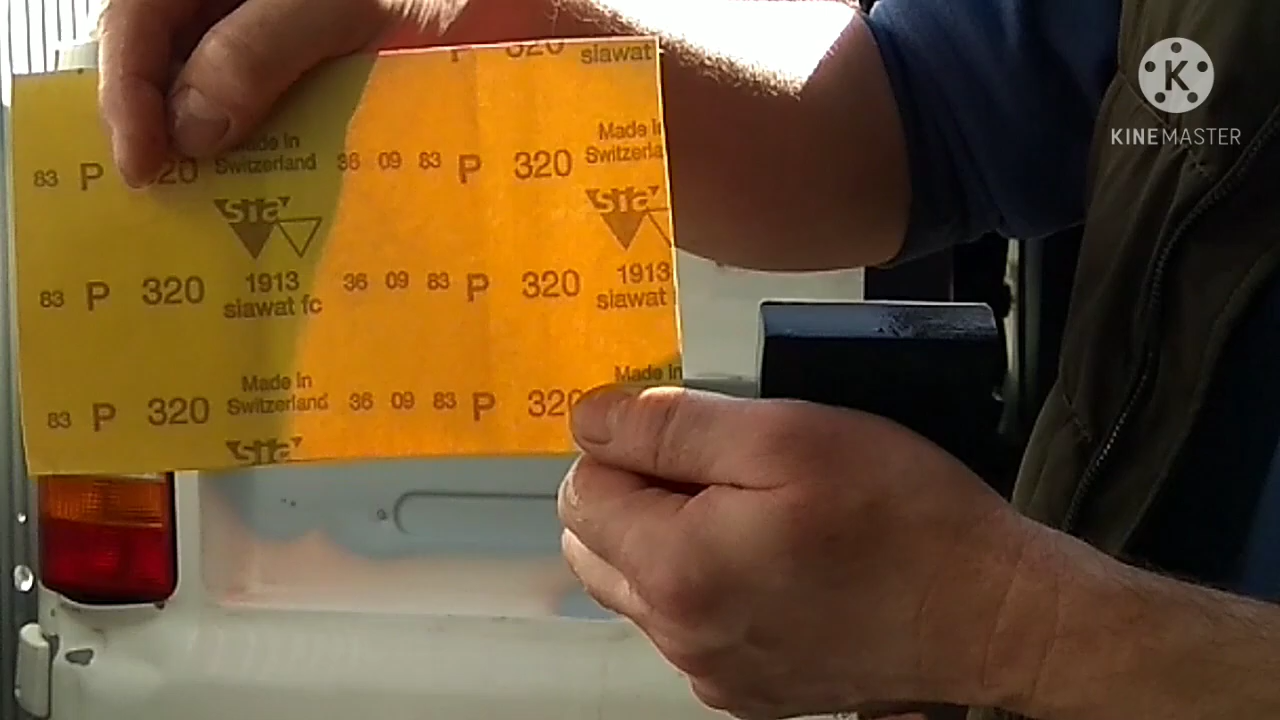 P 320 siawat
83 P 320 Made in Switzerland 36 09 83 P 320 Made in Switzerla
sia sia
83 P 320 1913 siawat fc 36 09 83 P 320 1913 siawat
83 P 320 Made in Switzerland 36 09 83 P 320 Made in
sia
K
KINEMASTER